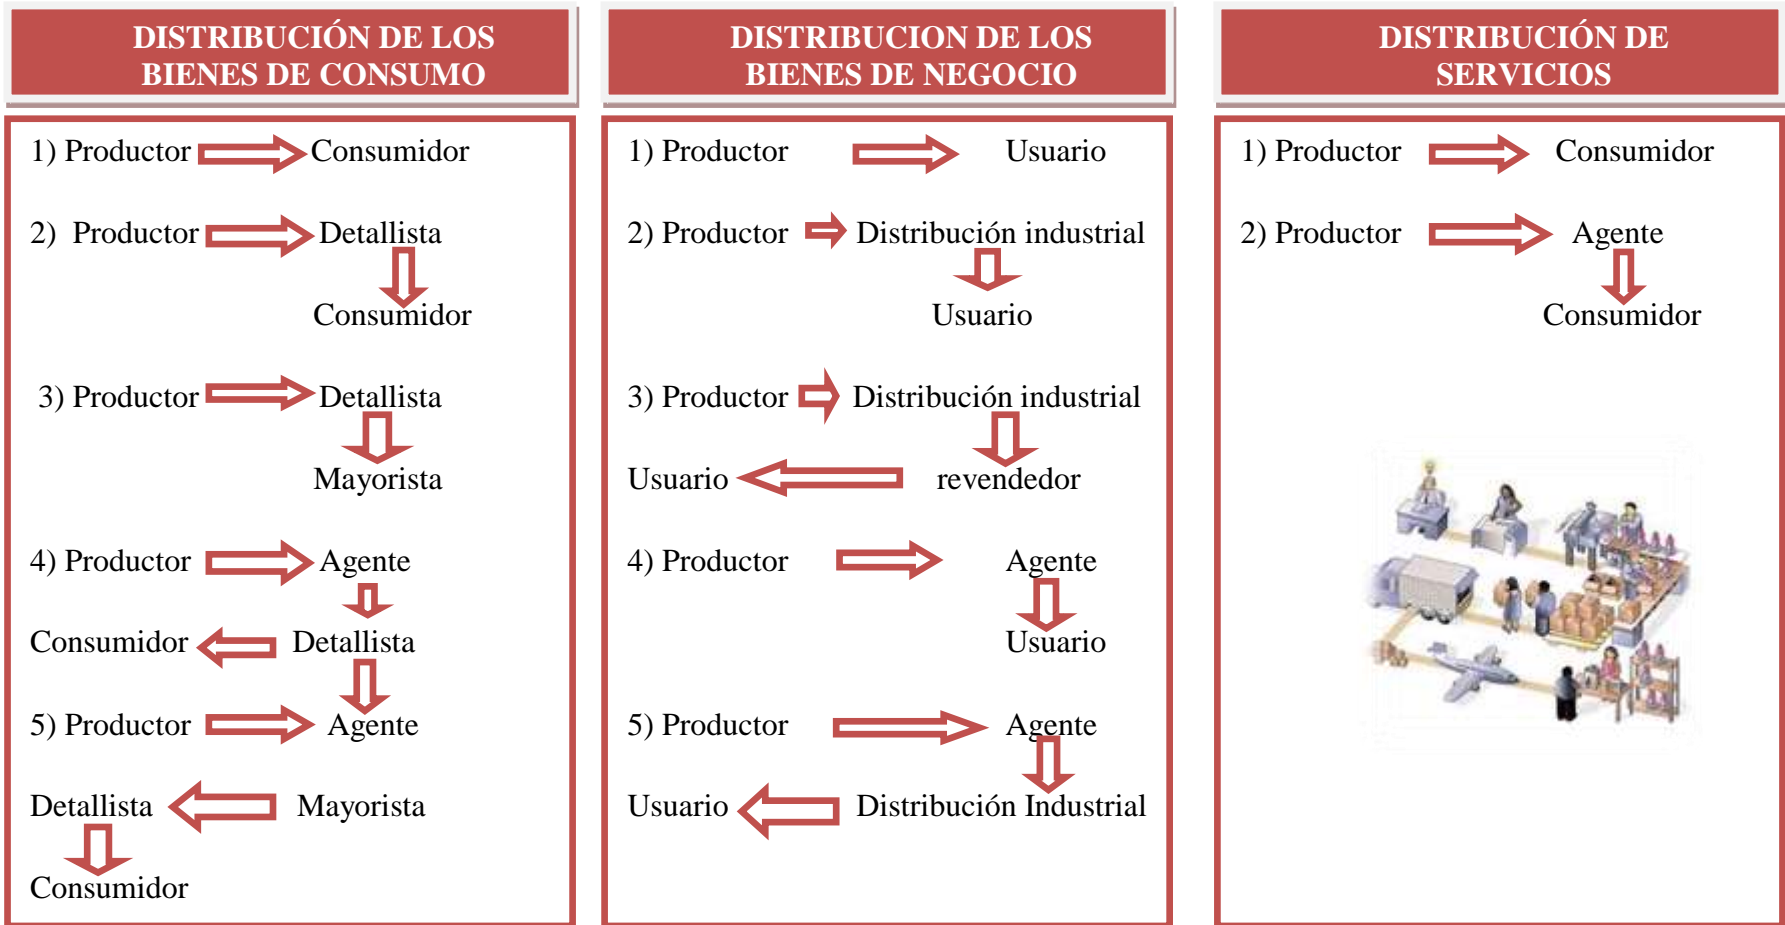 DISTRIBUCIÓN DE LOS
BIENES DE CONSUMO
1) Productor Consumidor
2) Productor Detallista
Consumidor
3) Productor Detallista
Mayorista
4) Productor Agente
Consumidor Detallista
5) Productor Agente
Detallista Mayorista
Consumidor
DISTRIBUCION DE LOS
BIENES DE NEGOCIO
1) Productor Usuario
2) Productor Distribución industrial
Usuario
3) Productor Distribución industrial
Usuario revendedor
4) Productor Agente
Usuario
5) Productor Agente
Usuario Distribución Industrial
DISTRIBUCIÓN DE
SERVICIOS
1) Productor Consumidor
2) Productor Agente
Consumidor